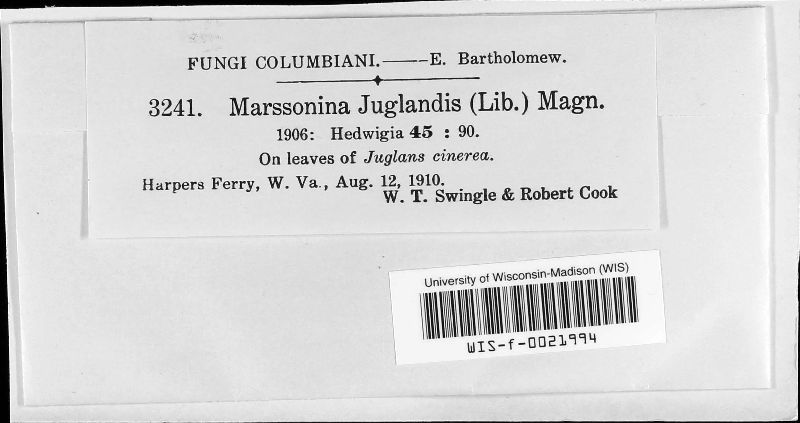 FUNGI COLUMBIANI.——E. Bartholomew.
3241. Marssonina Juglandis (Lib.) Magn.
1906: Hedwigia 45 : 90.
On leaves of Juglans cinerea.
Harpers Ferry, W. Va., Aug. 12, 1910.
W. T. Swingle & Robert Cook
University of Wisconsin-Madison (WIS)
WIS-f-0021994